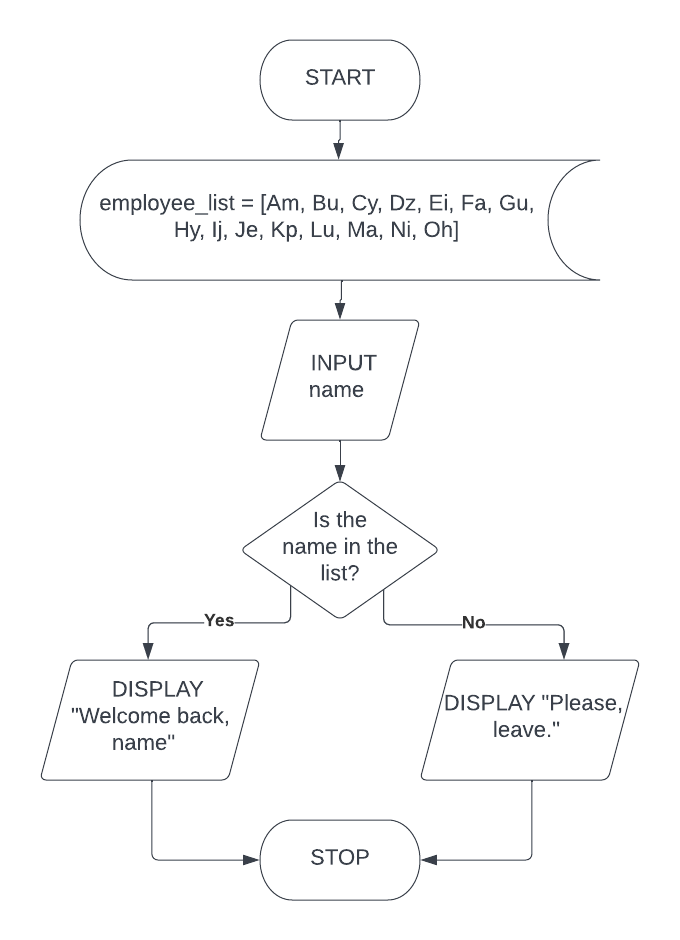 START
employee_list = [Am, Bu, Cy, Dz, Ei, Fa, Gu,
Hy, Ij, Je, Kp, Lu, Ma, Ni, Oh]
INPUT
name
Is the
name in the
list?
Yes
No
DISPLAY
"Welcome back,
name"
DISPLAY "Please,
leave."
STOP